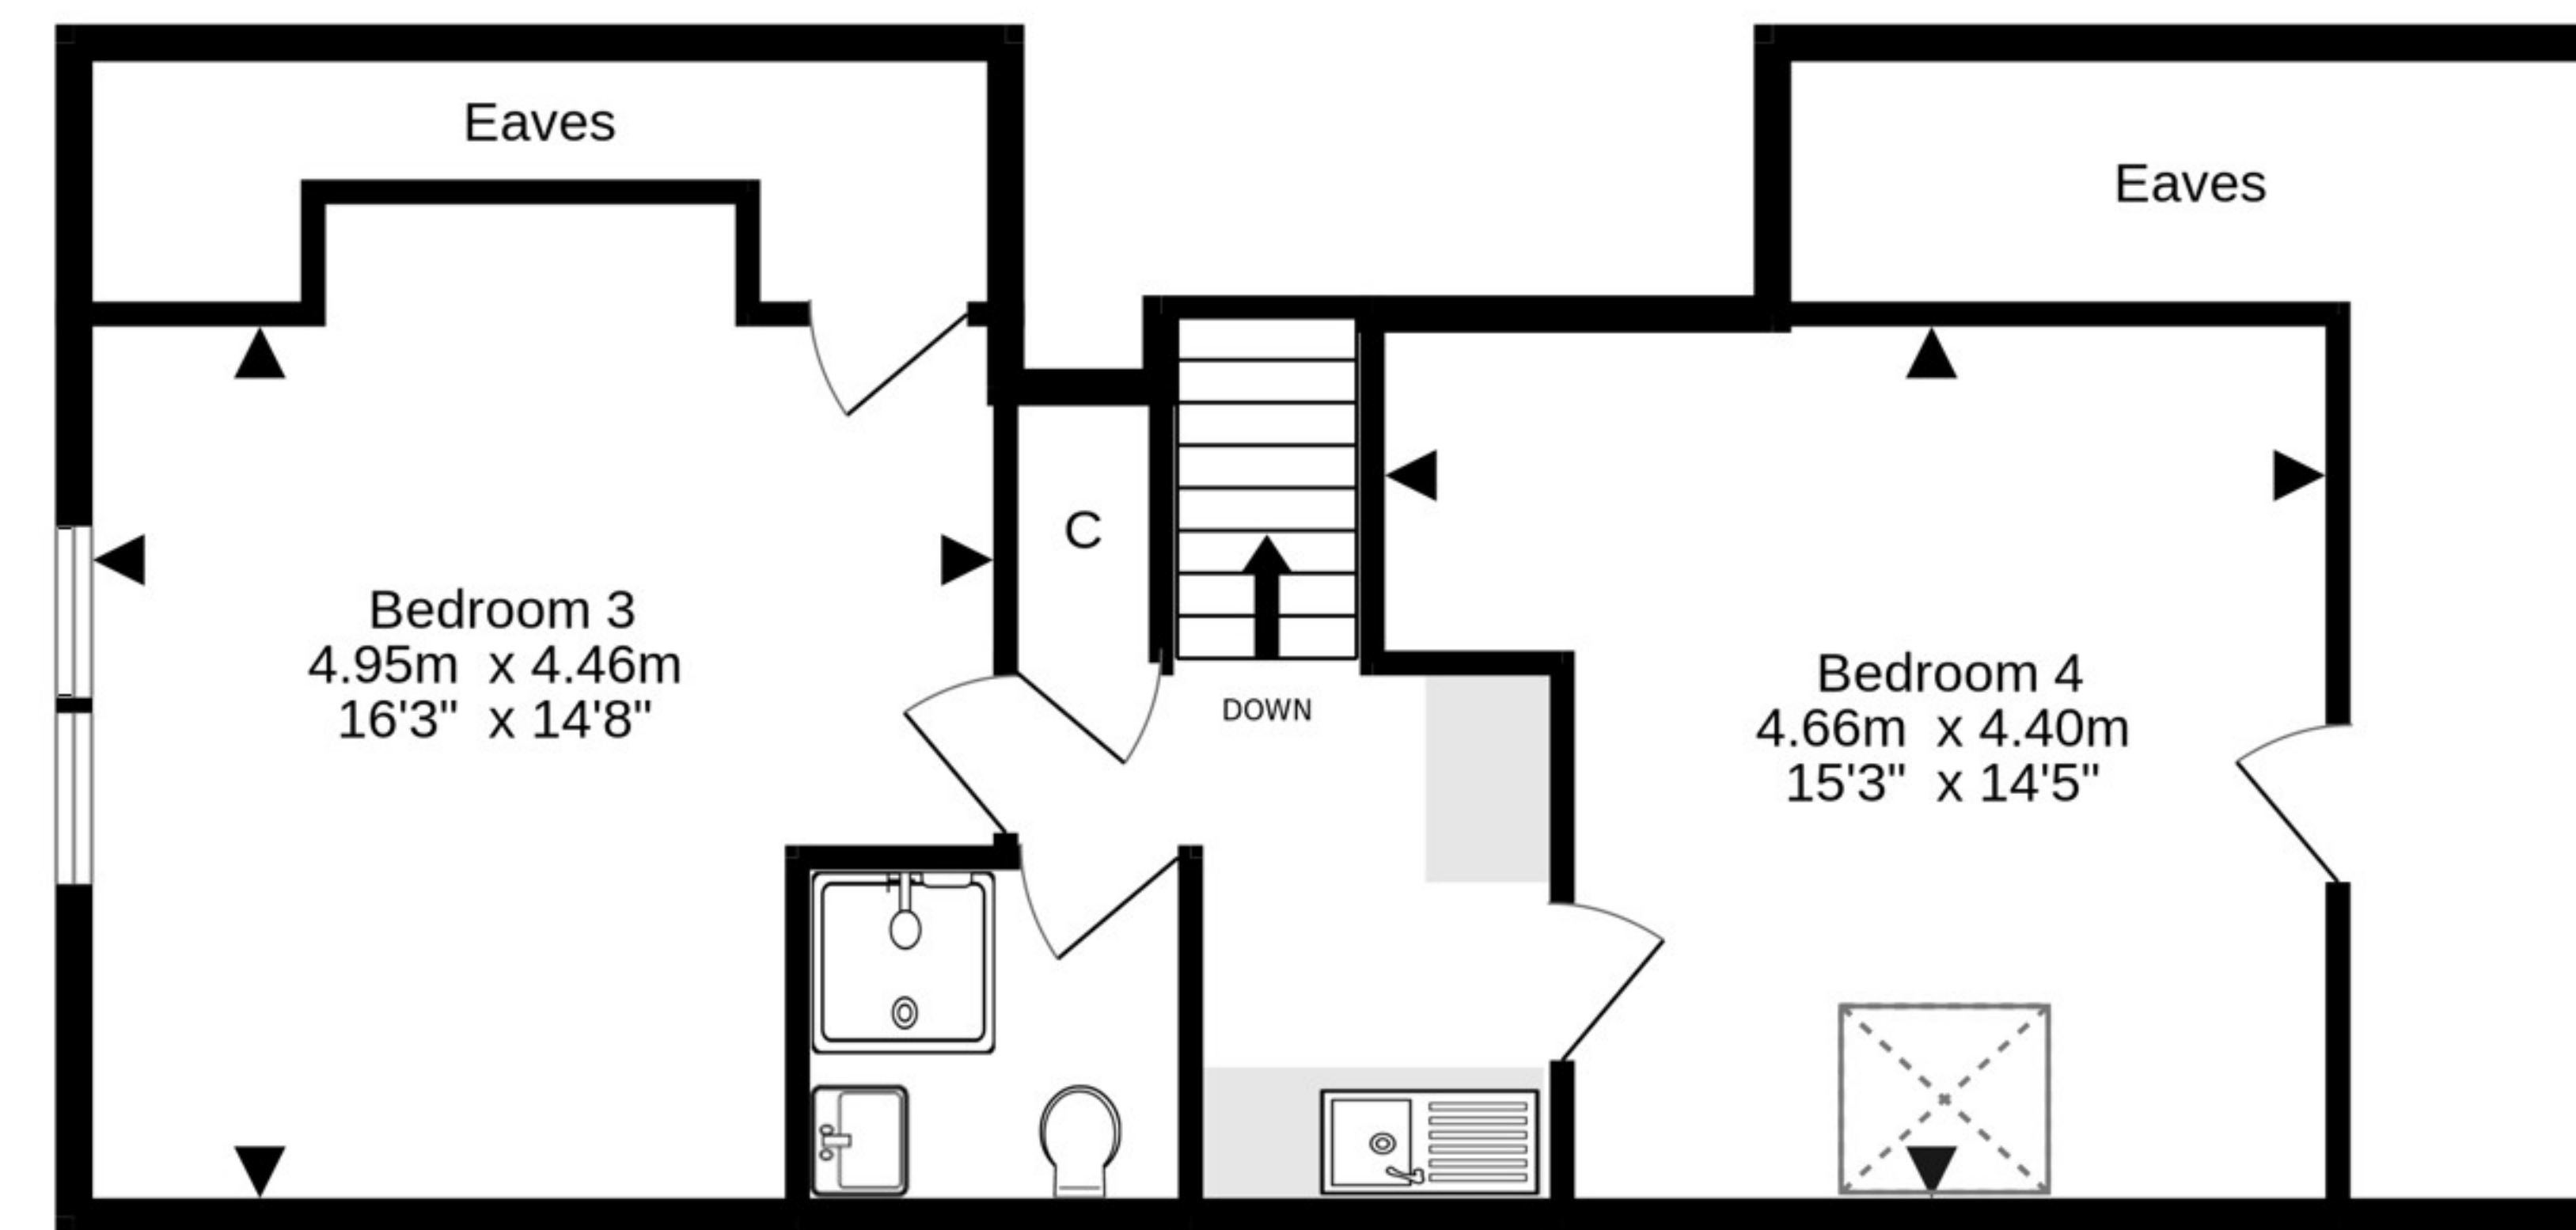 Eaves
Eaves
C
Bedroom 3
4.95m x 4.46m
16'3" x 14'8"
DOWN
Bedroom 4
4.66m x 4.40m
15'3" x 14'5"